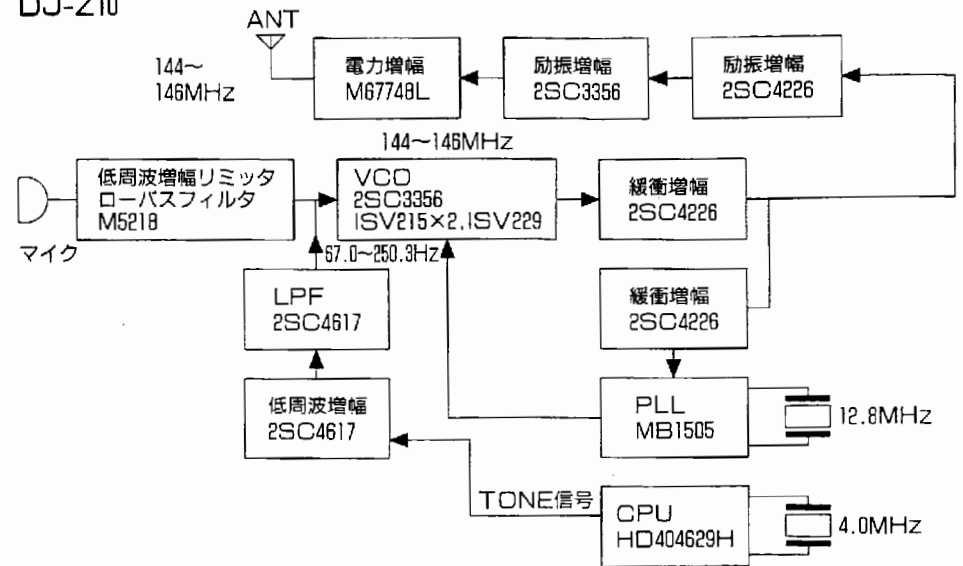 DJ-Z10
ANT
144〜
146MHz
電力増幅
M67748L
励振増幅
2SC3356
励振増幅
2SC4226
144〜146MHz
低周波増幅リミッタ
ローパスフィルタ
M5218
マイク
VCO
2SC3356
ISV215×2,ISV229
緩衝増幅
2SC4226
67.0〜250.3Hz
LPF
2SC4617
緩衝増幅
2SC4226
低周波増幅
2SC4617
PLL
MB1505
12.8MHz
TONE信号
CPU
HD404629H
4.0MHz